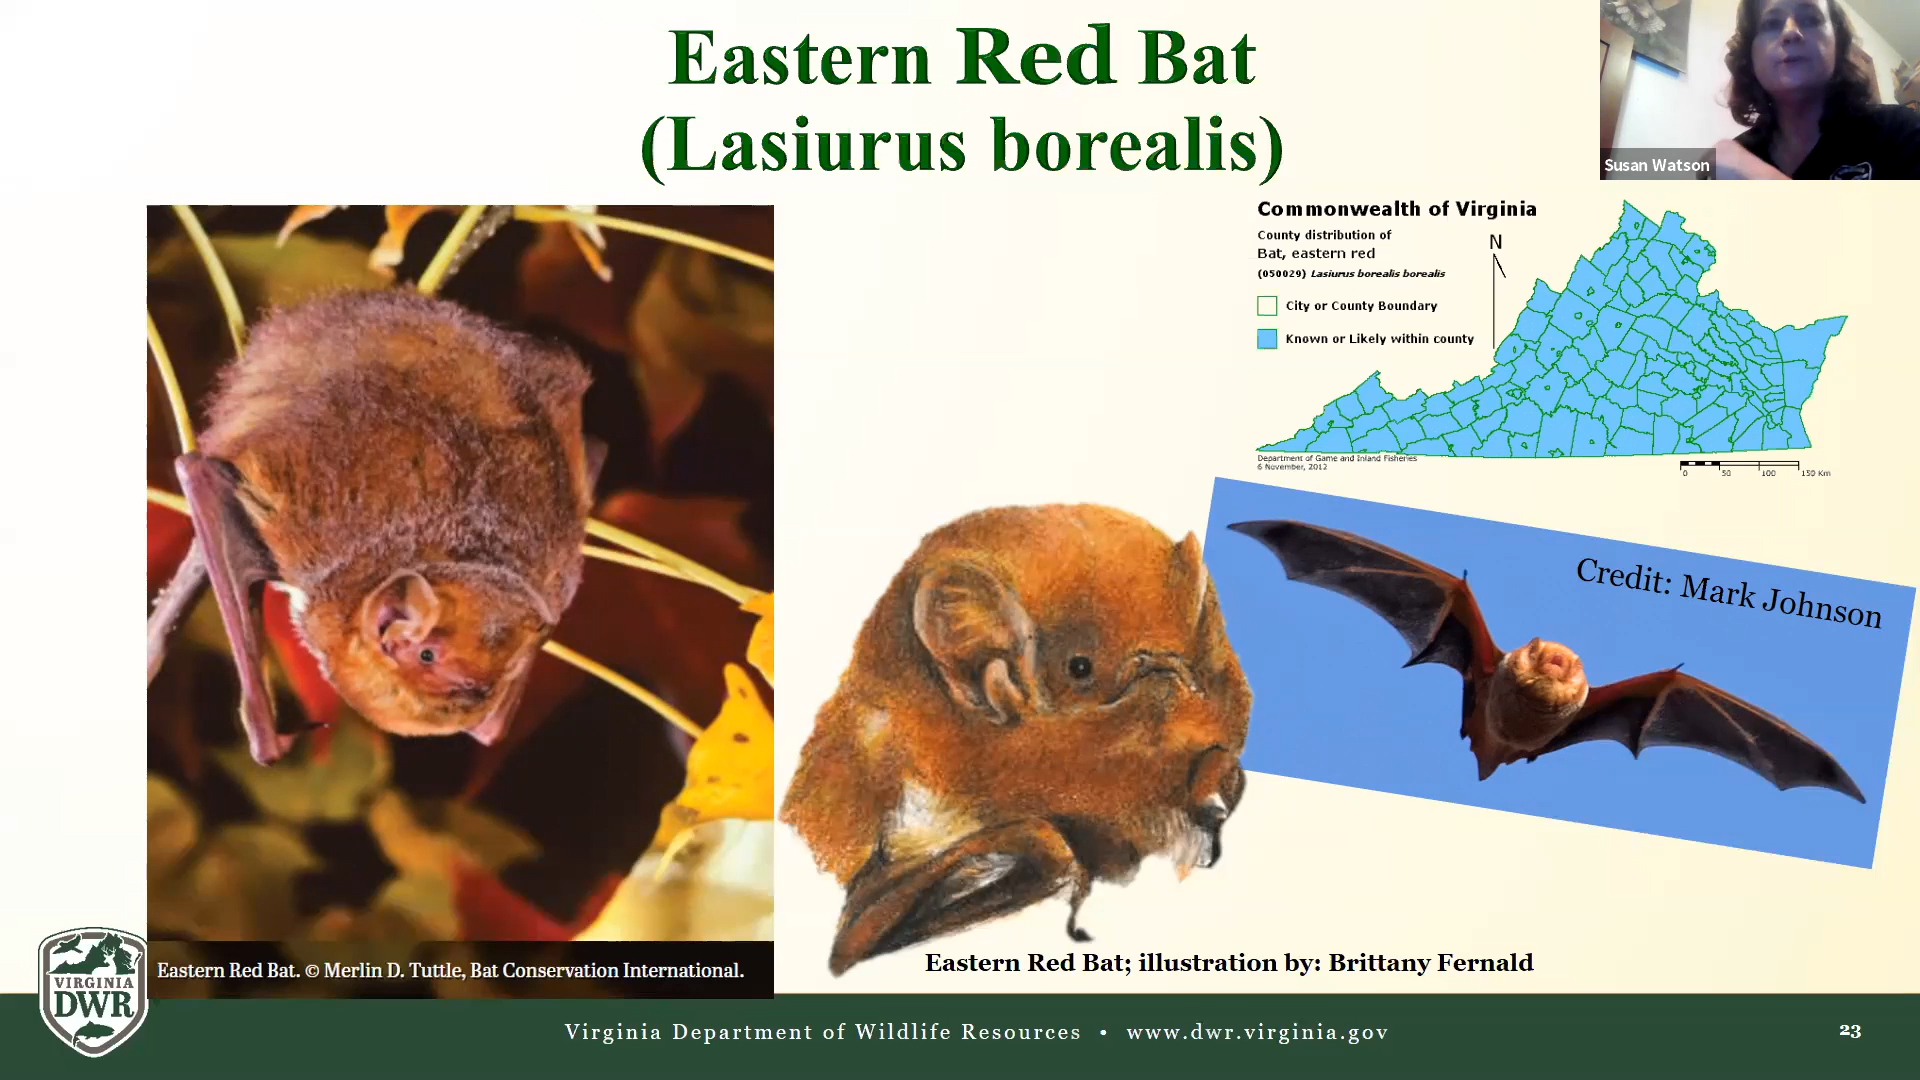 Eastern Red Bat
(Lasiurus borealis)
Susan Watson
Commonwealth of Virginia
County distribution of
Bat, eastern red
(050029) Lasiurus borealis borealis
N
City or County Boundary
Known or Likely within county
Department of Game and Inland Fisheries
6 November, 2012
0 50 100 150 Km
Credit: Mark Johnson
Eastern Red Bat. © Merlin D. Tuttle, Bat Conservation International.
Eastern Red Bat; illustration by: Brittany Fernald
VIRGINIA
DWR
Virginia Department of Wildlife Resources • www.dwr.virginia.gov
23